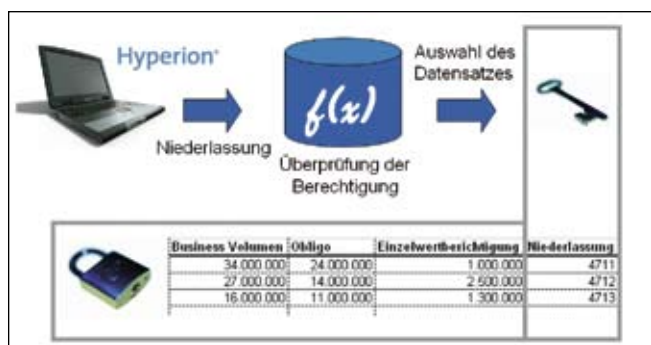 Hyperion
Niederlassung
f(x)
Überprüfung der
Berechtigung
Auswahl des
Datensatzes
Business Volumen Obligo Einzelwertberichtigung Niederlassung
34.000.000 24.000.000 1.000.000 4711
27.000.000 14.000.000 2.500.000 4712
16.000.000 11.000.000 1.300.000 4713